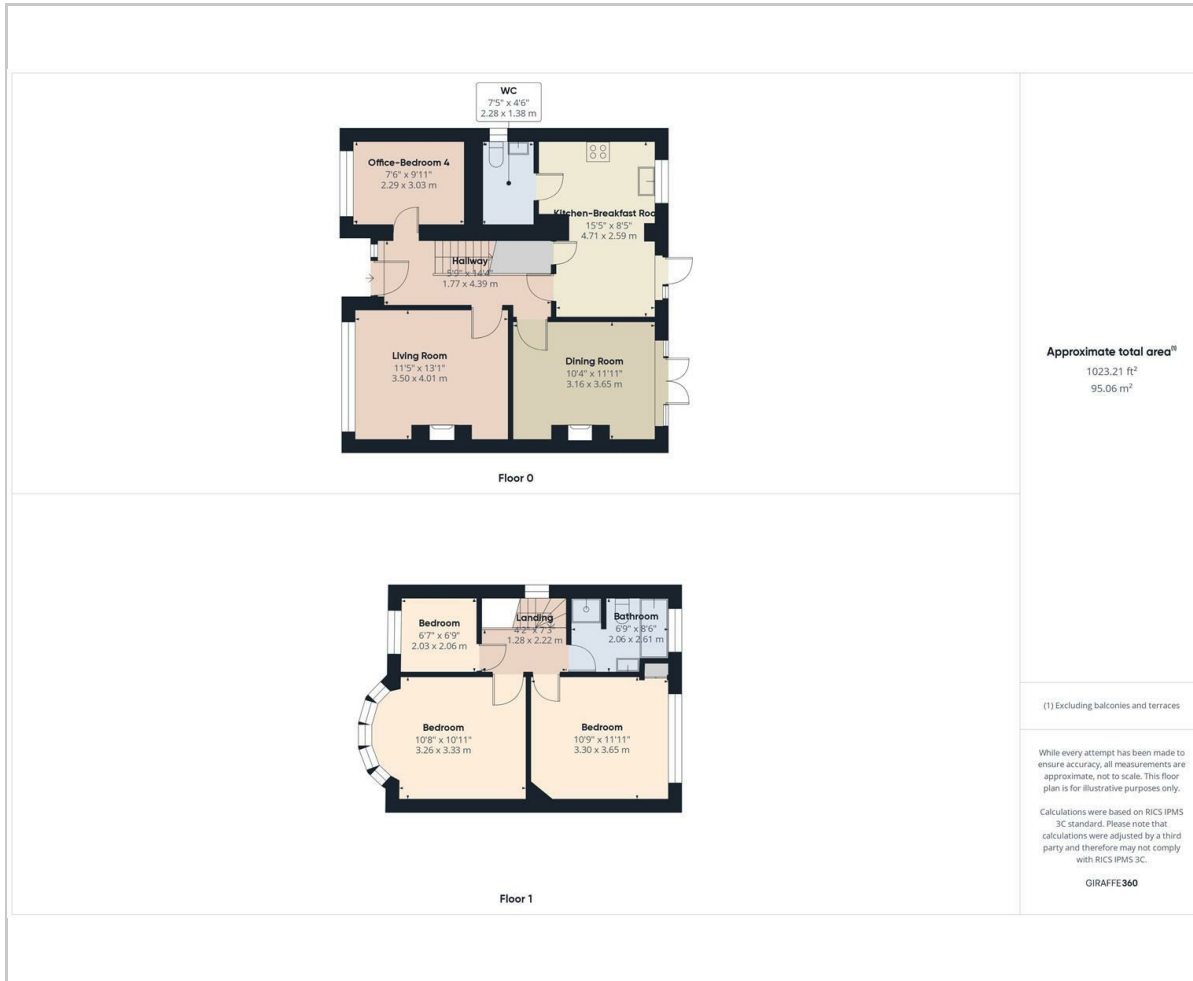 WC
7'5" x 4'6"
2.28 x 1.38 m
Office-Bedroom 4
7'6" x 9'11"
2.29 x 3.03 m
Kitchen-Breakfast Roo
15'5" x 8'5"
4.71 x 2.59 m
Hallway
5'9" x 14'4"
1.77 x 4.39 m
Living Room
11'5" x 13'1"
3.50 x 4.01 m
Dining Room
10'4" x 11'11"
3.16 x 3.65 m
Floor 0
Approximate total area(1)
1023.21 ft²
95.06 m²
Bedroom
6'7" x 6'9"
2.03 x 2.06 m
Landing
4'2" x 7'3"
1.28 x 2.22 m
Bathroom
6'9" x 8'6"
2.06 x 2.61 m
Bedroom
10'8" x 10'11"
3.26 x 3.33 m
Bedroom
10'9" x 11'11"
3.30 x 3.65 m
Floor 1
(1) Excluding balconies and terraces
While every attempt has been made to
ensure accuracy, all measurements are
approximate, not to scale. This floor
plan is for illustrative purposes only.
Calculations were based on RICS IPMS
3C standard. Please note that
calculations were adjusted by a third
party and therefore may not comply
with RICS IPMS 3C.
GIRAFFE360